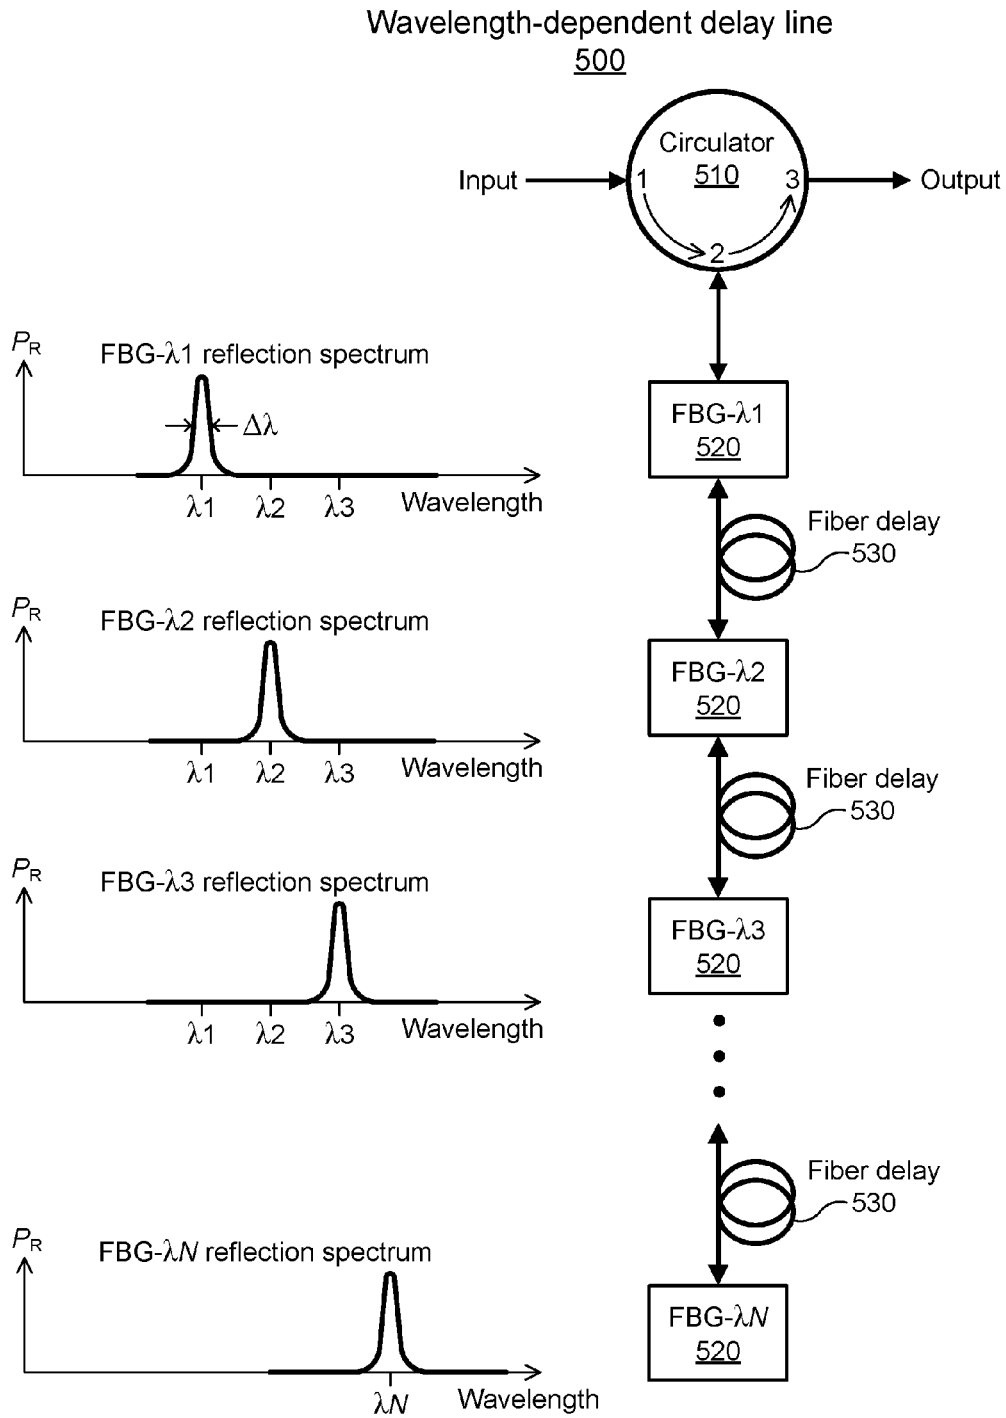 Wavelength-dependent delay line
500
Circulator
510
Input
1
3
Output
2
PR
FBG-λ1 reflection spectrum
Δλ
λ1 λ2 λ3
Wavelength
FBG-λ1
520
Fiber delay
530
PR
FBG-λ2 reflection spectrum
λ1 λ2 λ3
Wavelength
FBG-λ2
520
Fiber delay
530
PR
FBG-λ3 reflection spectrum
λ1 λ2 λ3
Wavelength
FBG-λ3
520
Fiber delay
530
PR
FBG-λN reflection spectrum
λN
Wavelength
FBG-λN
520